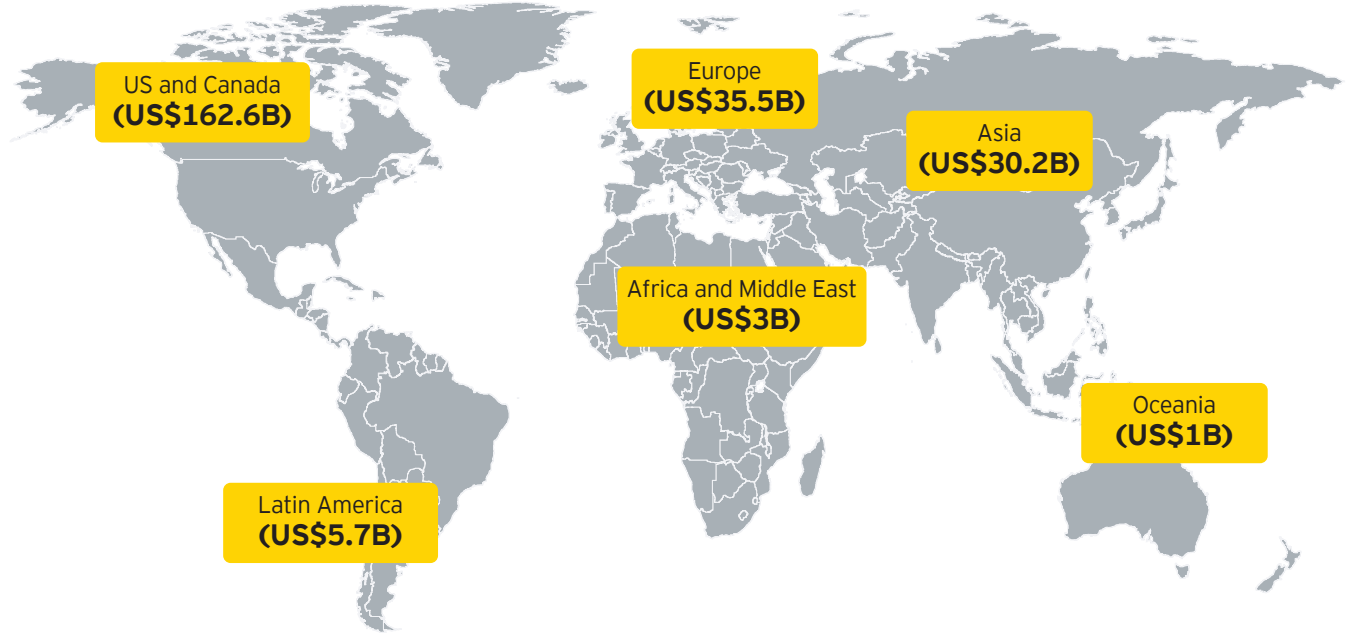 US and Canada
(US$162.6B)
Europe
(US$35.5B)
Asia
(US$30.2B)
Africa and Middle East
(US$3B)
Oceania
(US$1B)
Latin America
(US$5.7B)